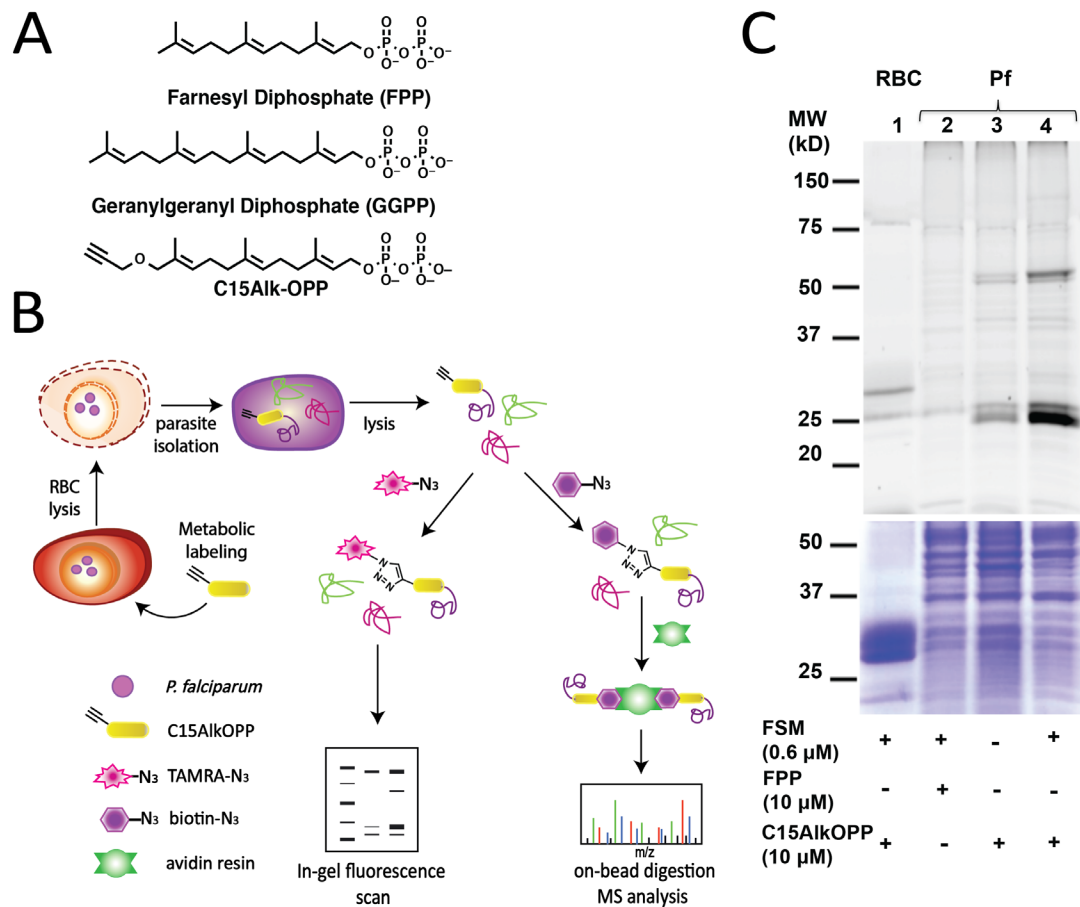 A
O O
P P
O O O-
O- O-
Farnesyl Diphosphate (FPP)
O O
P P
O O O-
O- O-
Geranylgeranyl Diphosphate (GGPP)
O O
O P P
O O O-
O- O-
C15Alk-OPP
B
parasite
isolation
lysis
RBC
lysis
Metabolic
labeling
N3
N3
N
N=N
N
N=N
P. falciparum
C15AlkOPP
N3 TAMRA-N3
N3 biotin-N3
avidin resin
In-gel fluorescence
scan
m/z
on-bead digestion
MS analysis
C
RBC Pf
MW
(kD)
1 2 3 4
150
75
50
37
25
20
50
37
25
FSM
(0.6 µM)
+ + - +
FPP
(10 µM)
- + - -
C15AlkOPP
(10 µM)
+ - + +